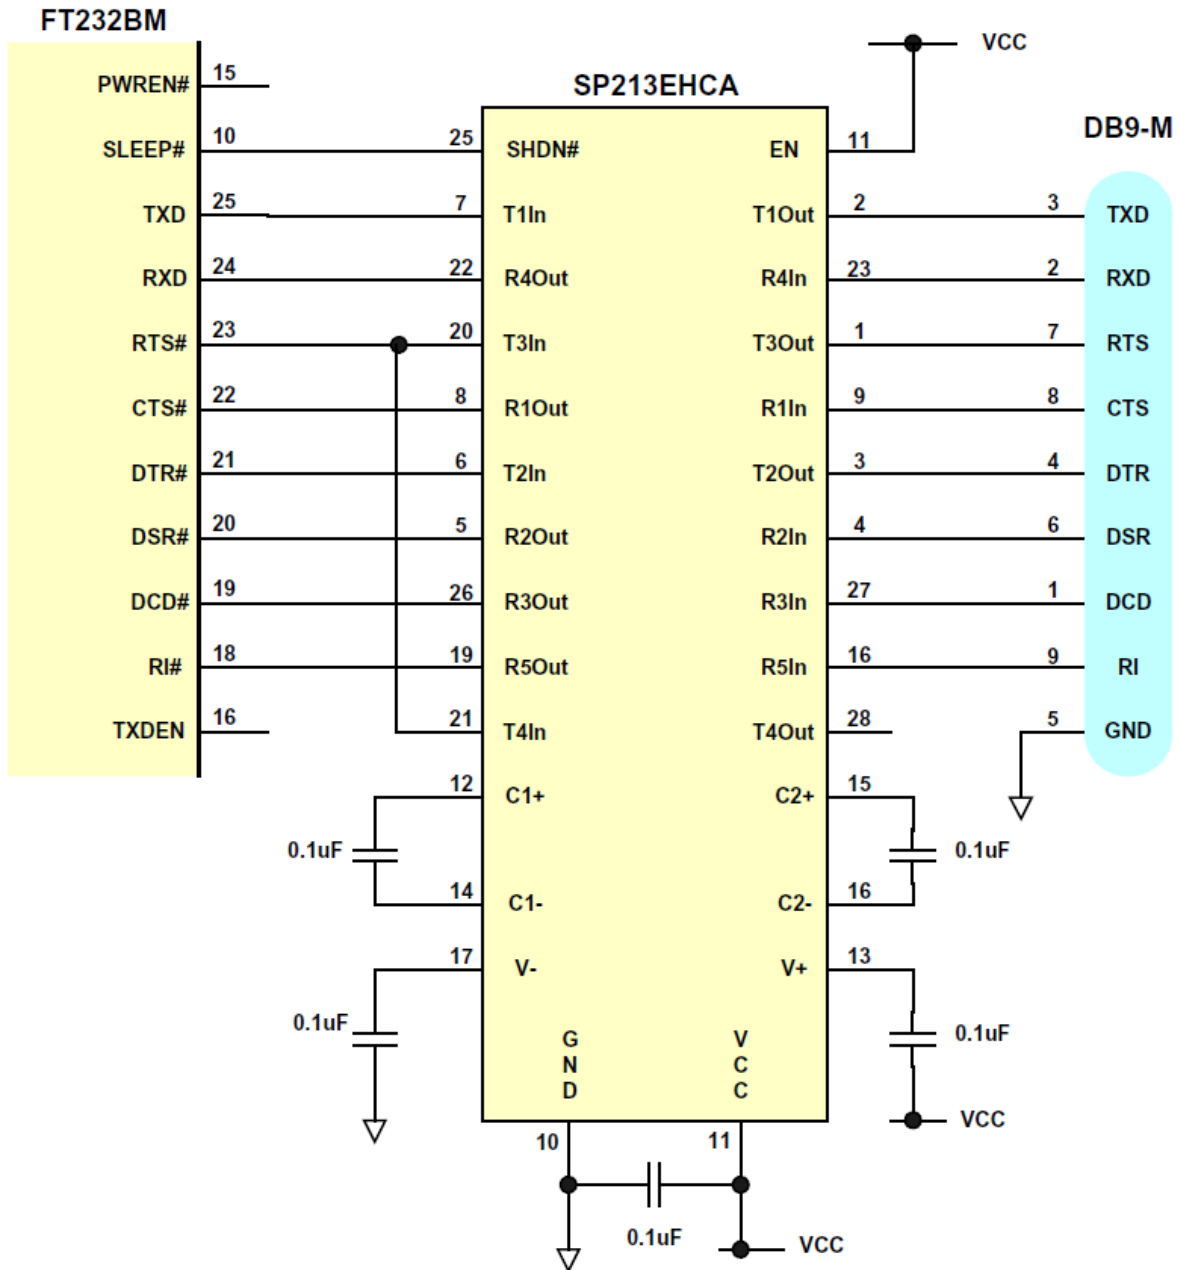 FT232BM
VCC
SP213EHCA
DB9-M
PWREN# 15
SLEEP# 10 25 SHDN# EN 11
TXD 25 7 T1In T1Out 2 3 TXD
RXD 24 22 R4Out R4In 23 2 RXD
RTS# 23 20 T3In T3Out 1 7 RTS
CTS# 22 8 R1Out R1In 9 8 CTS
DTR# 21 6 T2In T2Out 3 4 DTR
DSR# 20 5 R2Out R2In 4 6 DSR
DCD# 19 26 R3Out R3In 27 1 DCD
RI# 18 19 R5Out R5In 16 9 RI
TXDEN 16 21 T4In T4Out 28 5 GND
12 C1+ C2+ 15
0.1uF 0.1uF
14 C1- C2- 16
17 V- V+ 13
0.1uF 0.1uF
GND VCC
VCC
10 11
0.1uF
VCC